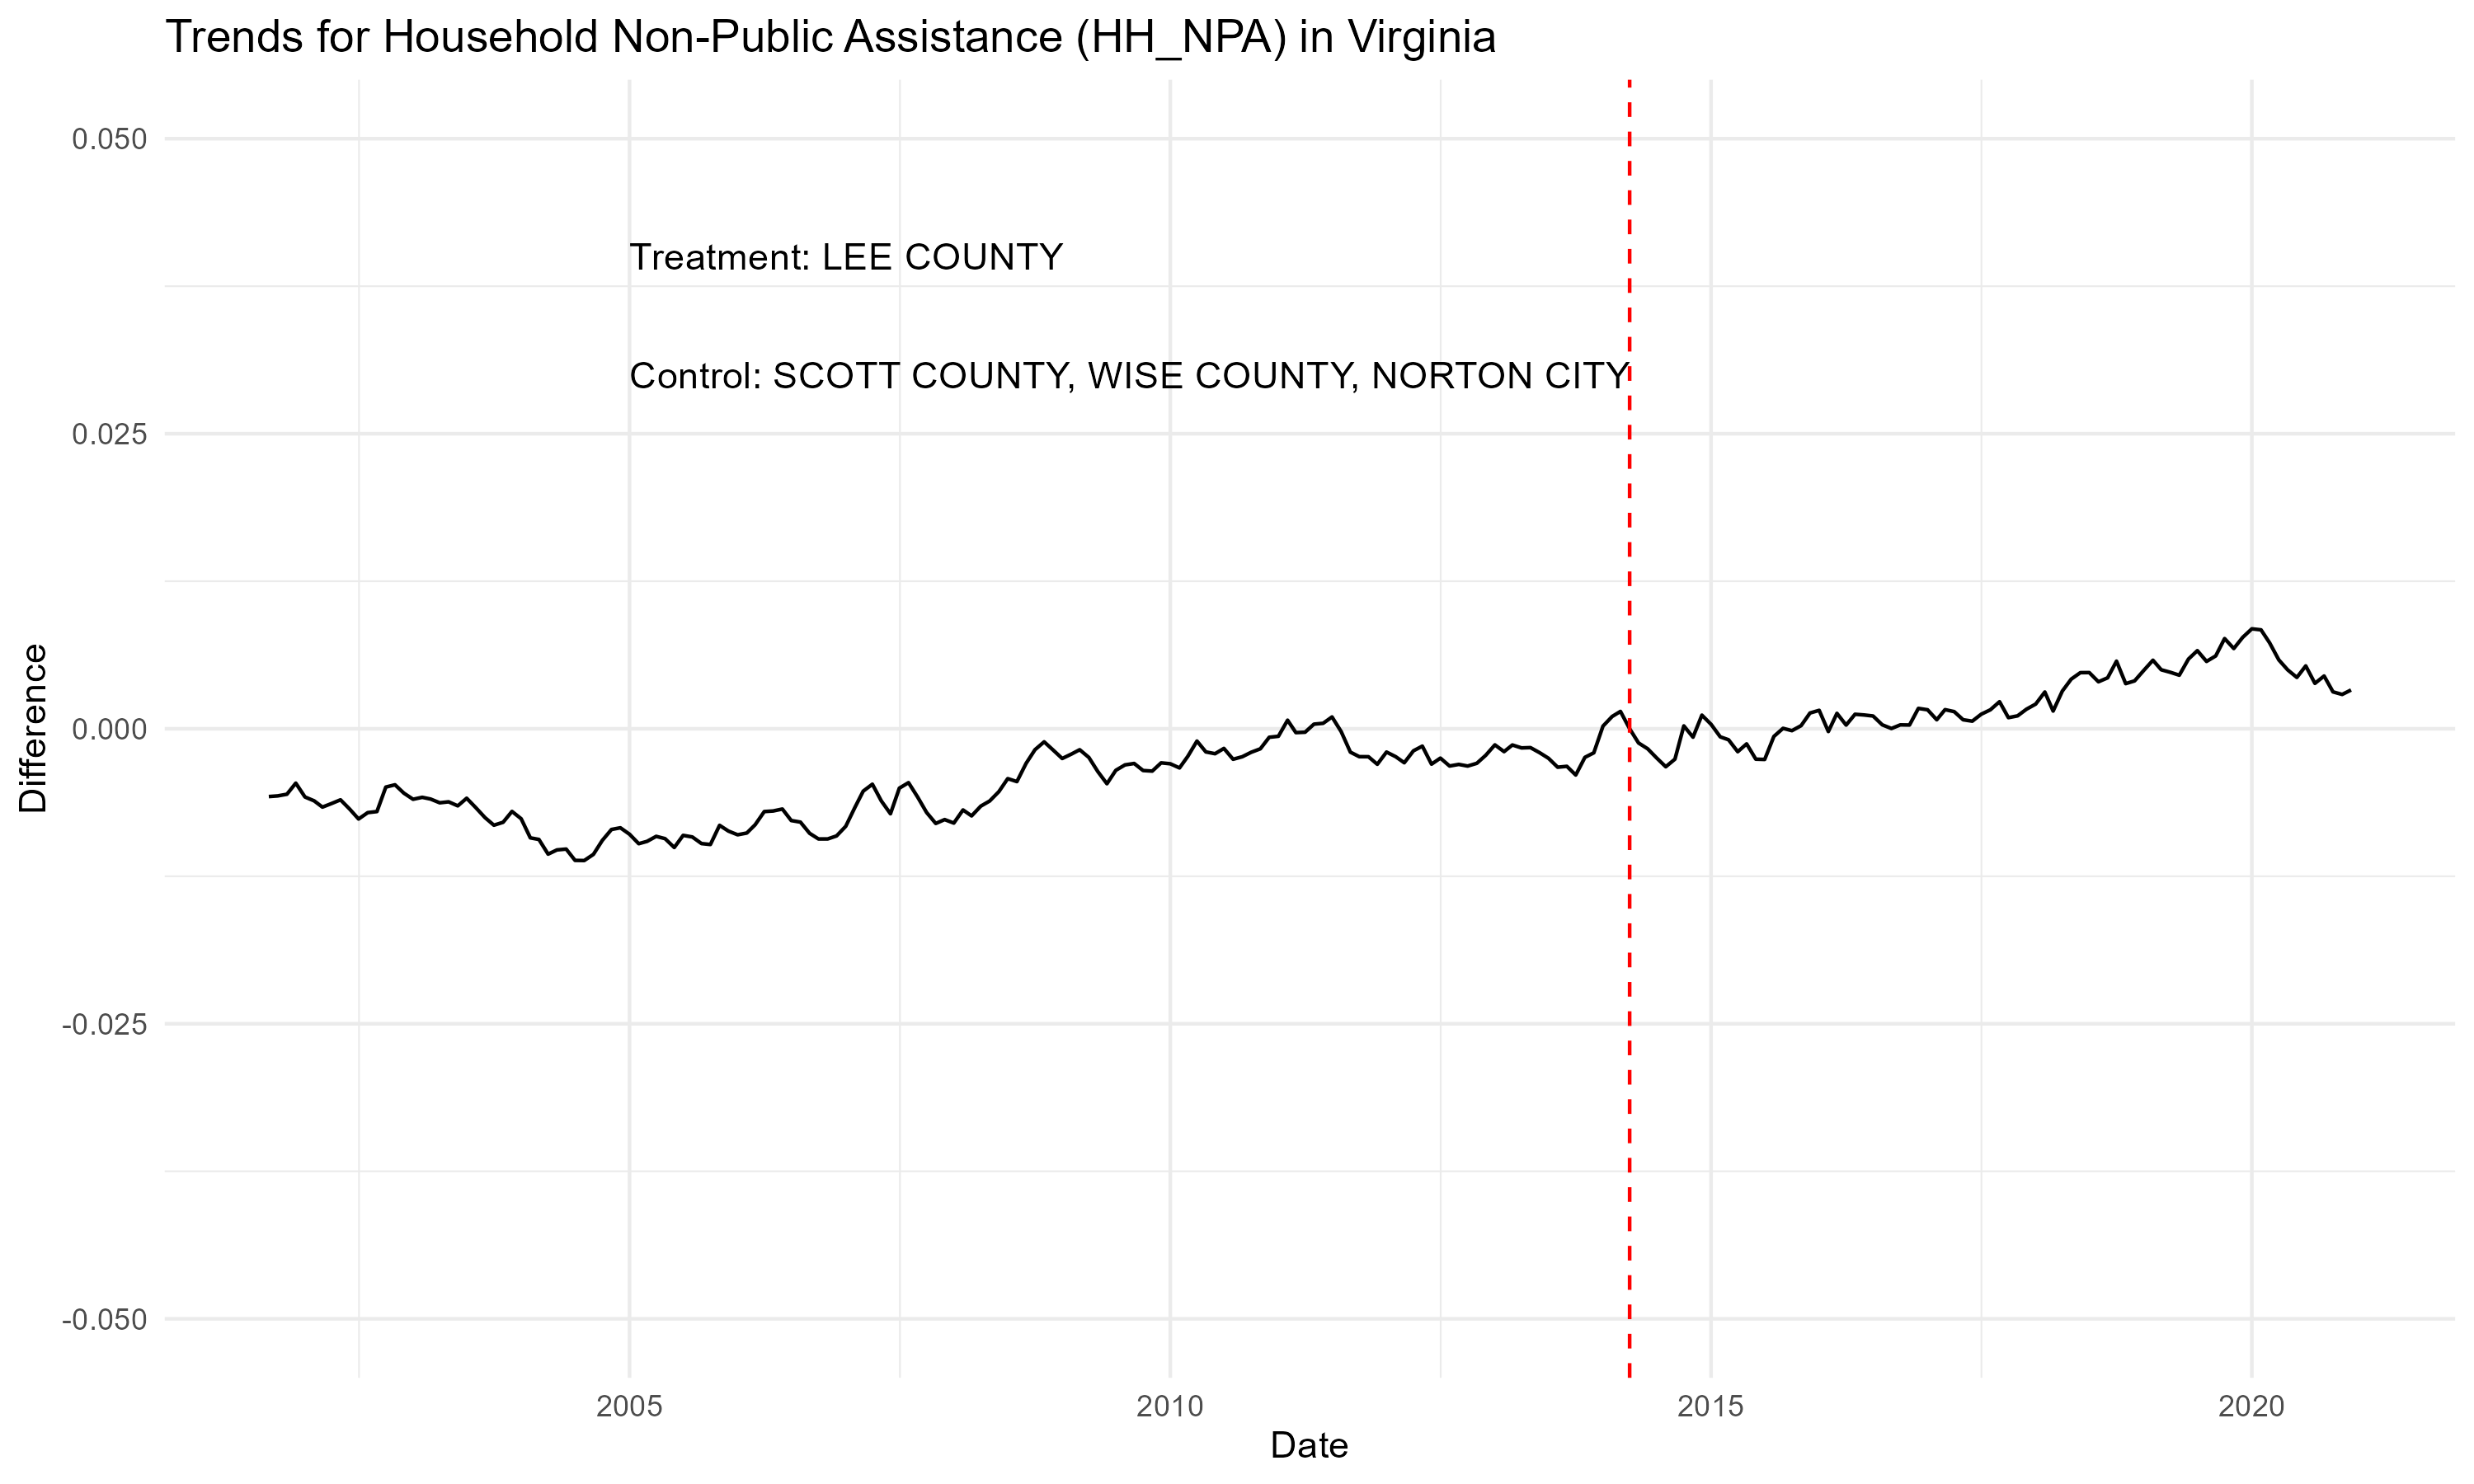 Trends for Household Non-Public Assistance (HH_NPA) in Virginia
0.050
Treatment: LEE COUNTY
Control: SCOTT COUNTY, WISE COUNTY, NORTON CITY
0.025
0.000
Difference
-0.025
-0.050
2005 2010 2015 2020
Date